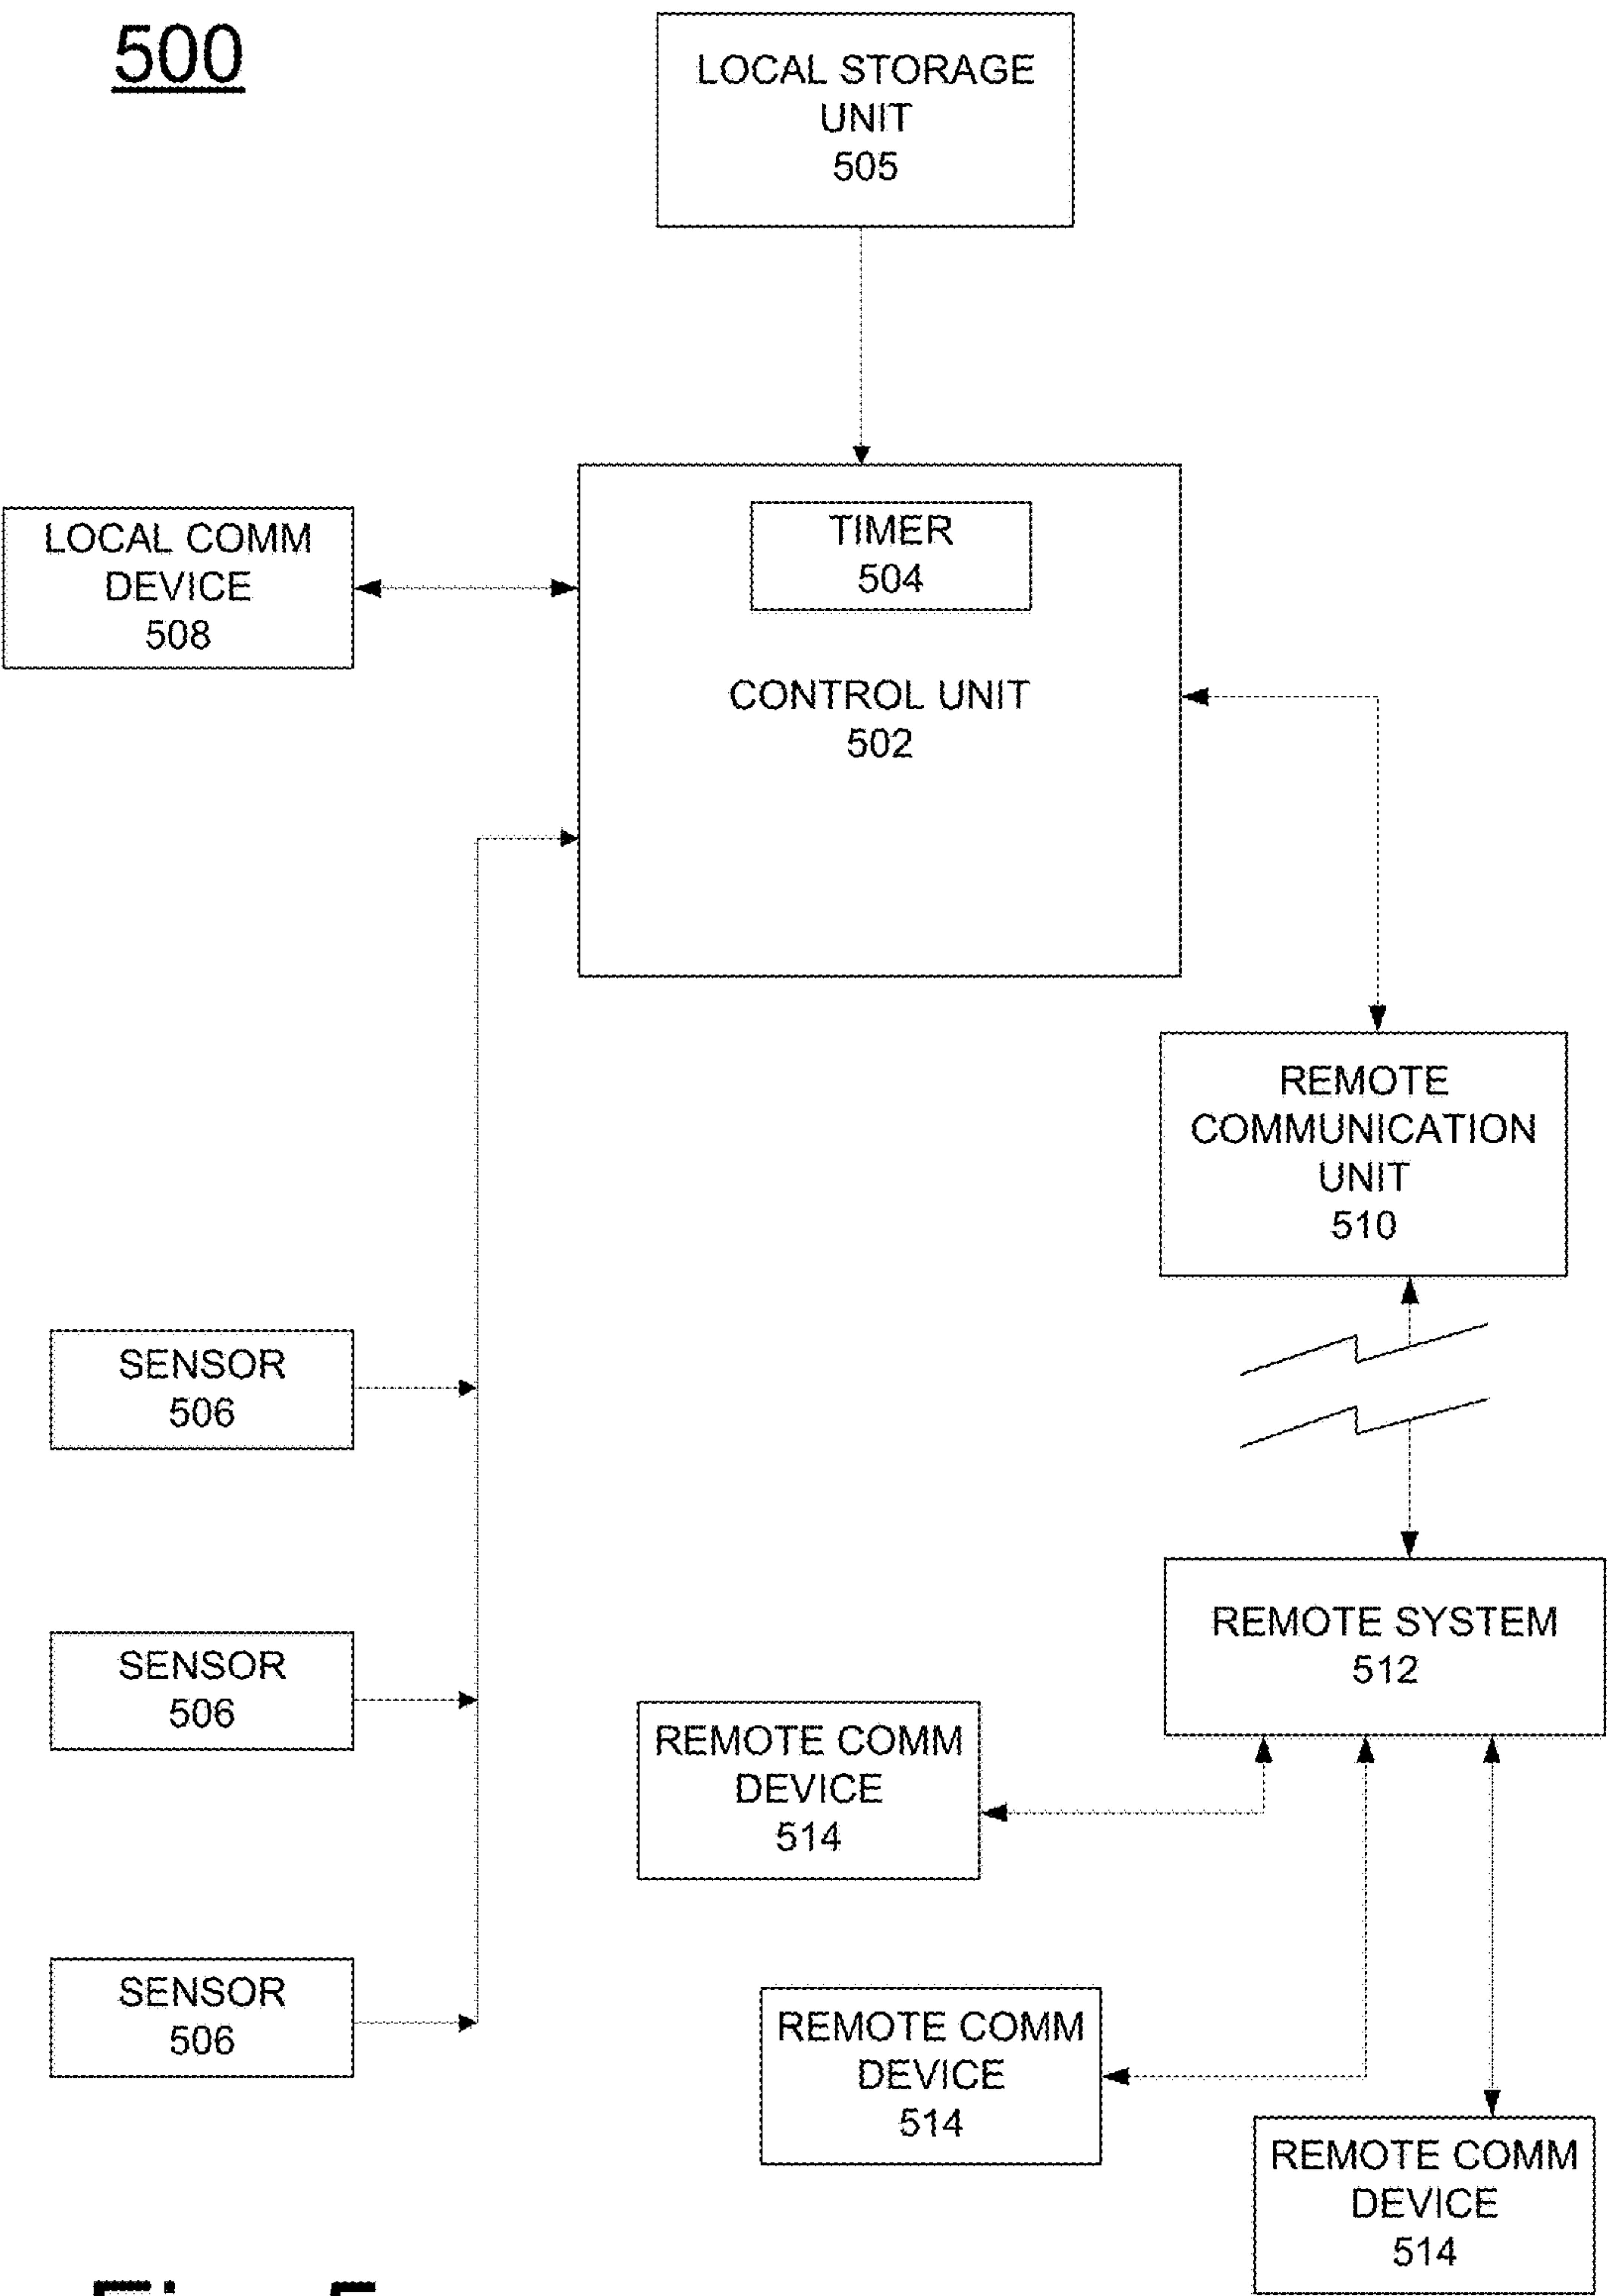 500
LOCAL STORAGE
UNIT
505
LOCAL COMM
DEVICE
508
TIMER
504
CONTROL UNIT
502
REMOTE
COMMUNICATION
UNIT
510
SENSOR
506
SENSOR
506
SENSOR
506
REMOTE SYSTEM
512
REMOTE COMM
DEVICE
514
REMOTE COMM
DEVICE
514
REMOTE COMM
DEVICE
514